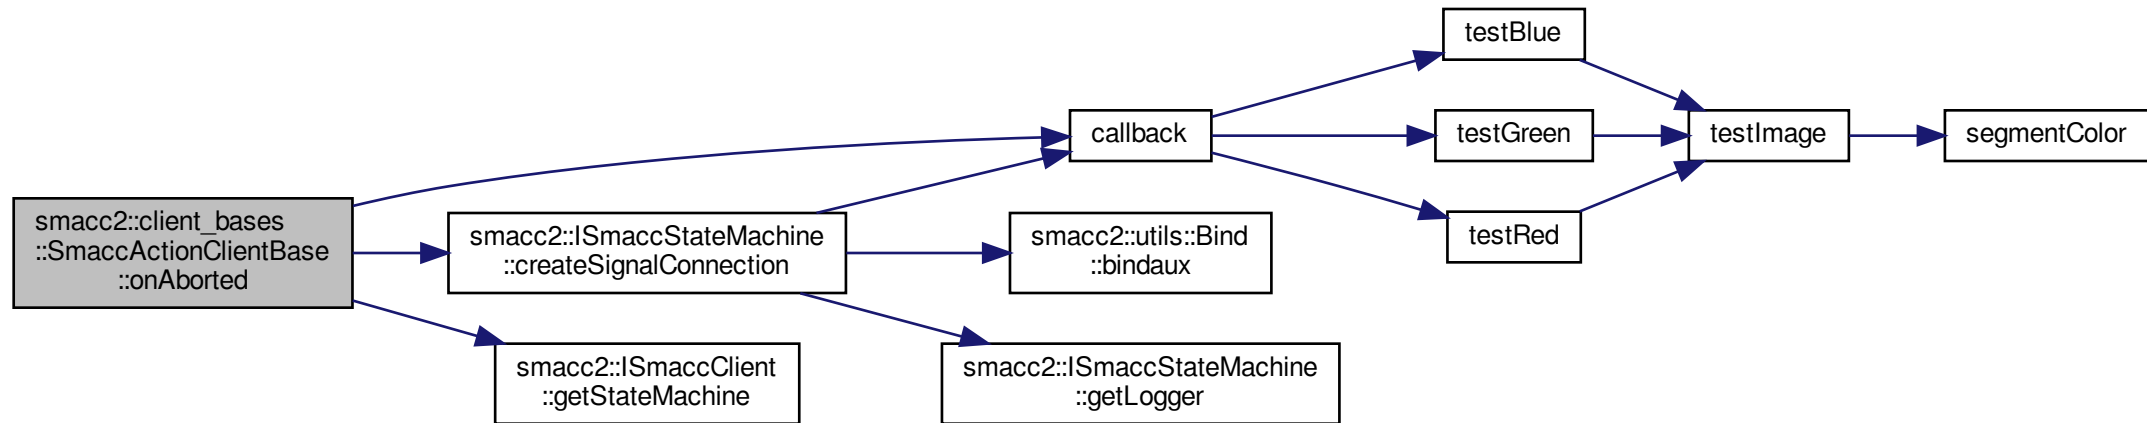 smacc2::client_bases
::SmaccActionClientBase
::onAborted
callback
testBlue
testImage
segmentColor
testGreen
testRed
smacc2::ISmaccStateMachine
::createSignalConnection
smacc2::utils::Bind
::bindaux
smacc2::ISmaccStateMachine
::getLogger
smacc2::ISmaccClient
::getStateMachine